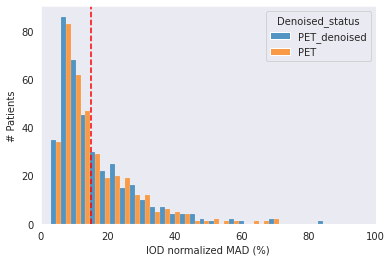 Denoised_status
PET_denoised
PET
# Patients
80
60
40
20
0
0 20 40 60 80 100
IOD normalized MAD (%)